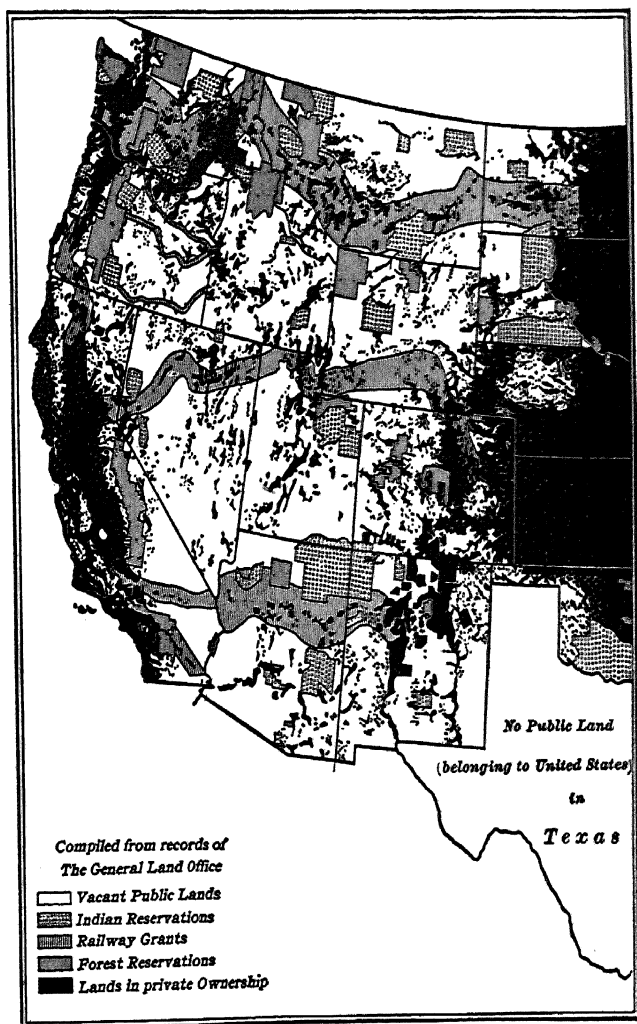 No Public Land
(belonging to United States)
in
Texas
Compiled from records of
The General Land Office
Vacant Public Lands
Indian Reservations
Railway Grants
Forest Reservations
Lands in private Ownership